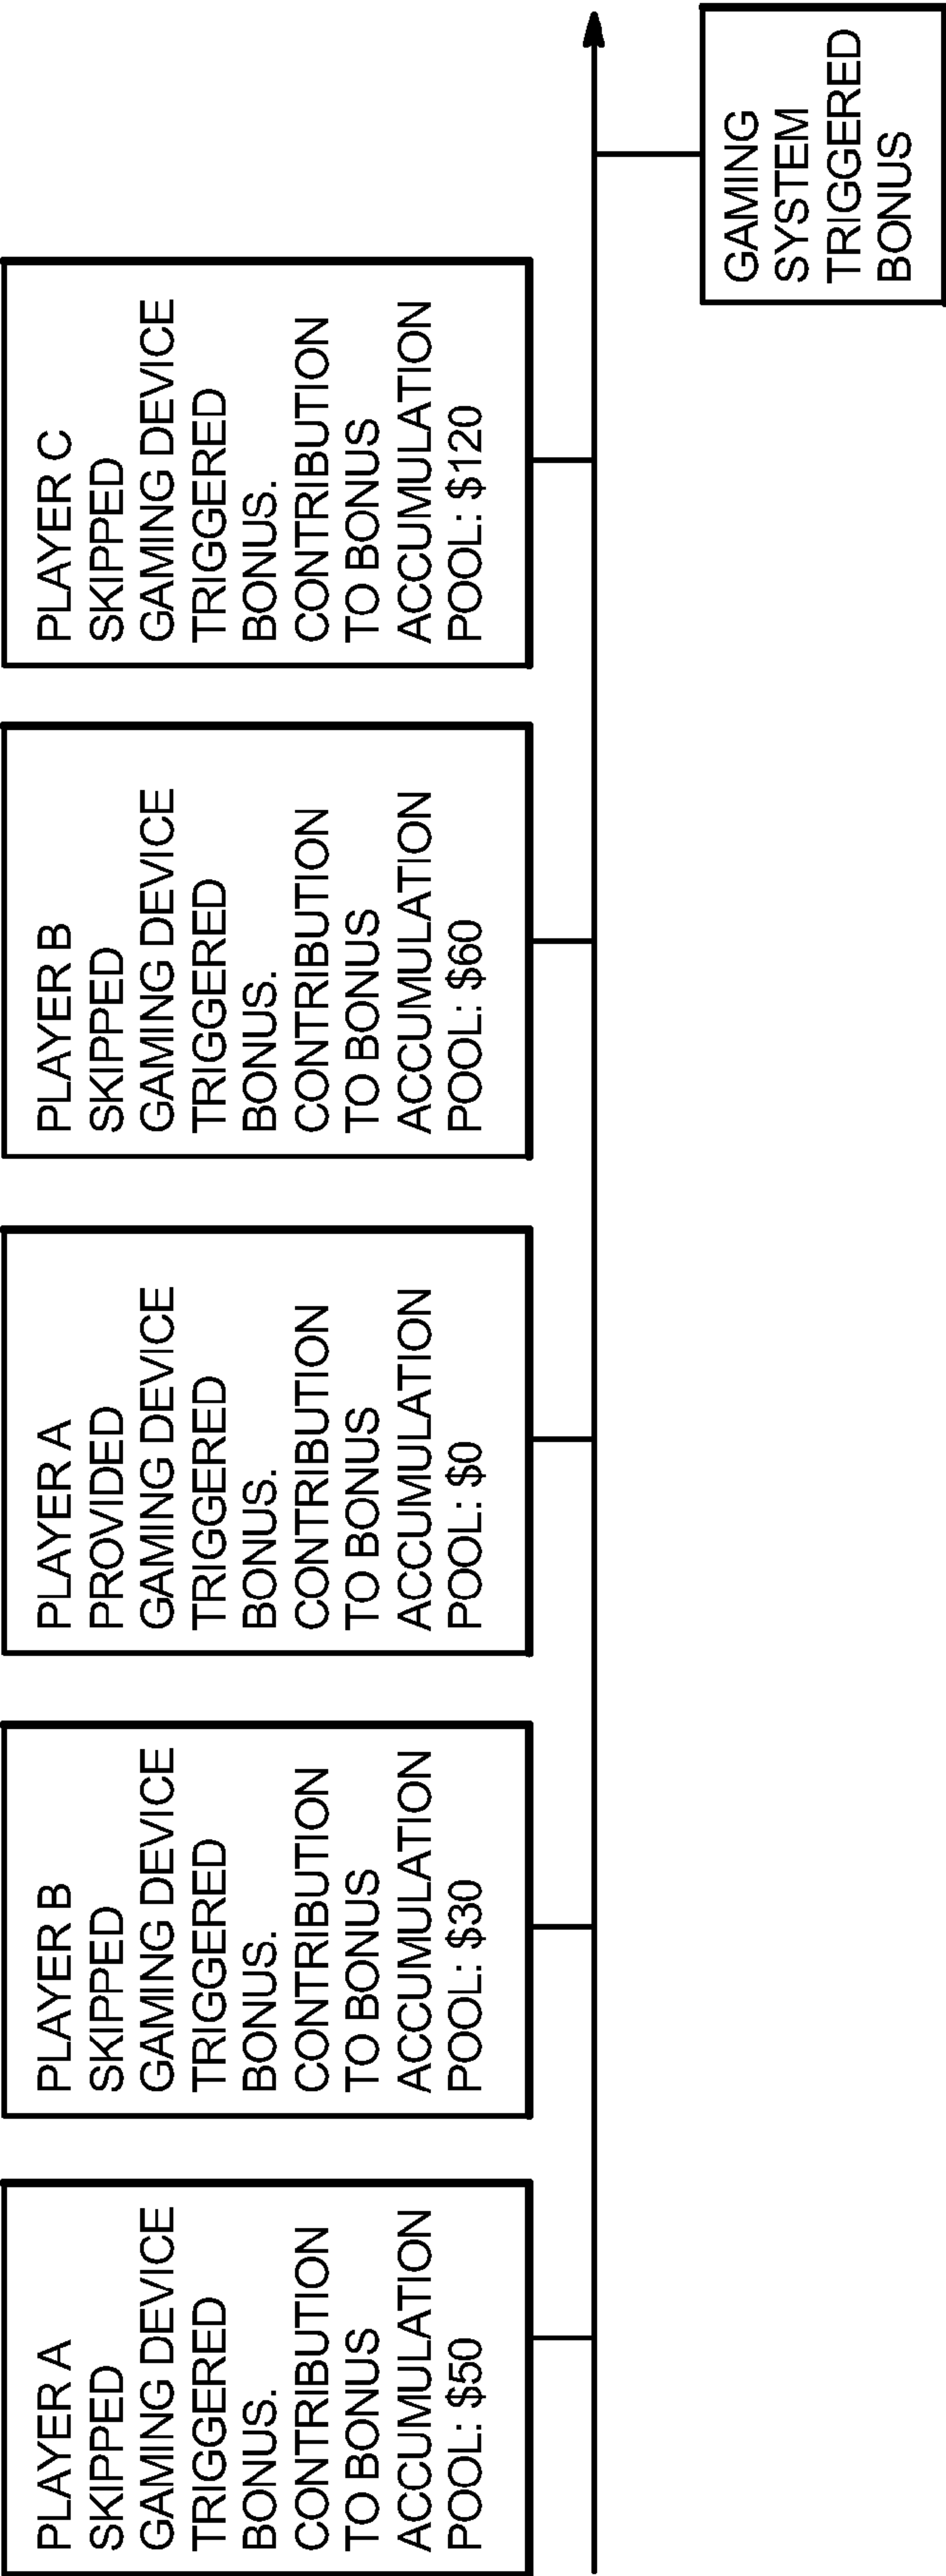 PLAYER A
SKIPPED
GAMING DEVICE
TRIGGERED
BONUS.
CONTRIBUTION
TO BONUS
ACCUMULATION
POOL: $50
PLAYER B
SKIPPED
GAMING DEVICE
TRIGGERED
BONUS.
CONTRIBUTION
TO BONUS
ACCUMULATION
POOL: $30
PLAYER A
PROVIDED
GAMING DEVICE
TRIGGERED
BONUS.
CONTRIBUTION
TO BONUS
ACCUMULATION
POOL: $0
PLAYER B
SKIPPED
GAMING DEVICE
TRIGGERED
BONUS.
CONTRIBUTION
TO BONUS
ACCUMULATION
POOL: $60
PLAYER C
SKIPPED
GAMING DEVICE
TRIGGERED
BONUS.
CONTRIBUTION
TO BONUS
ACCUMULATION
POOL: $120
GAMING
SYSTEM
TRIGGERED
BONUS